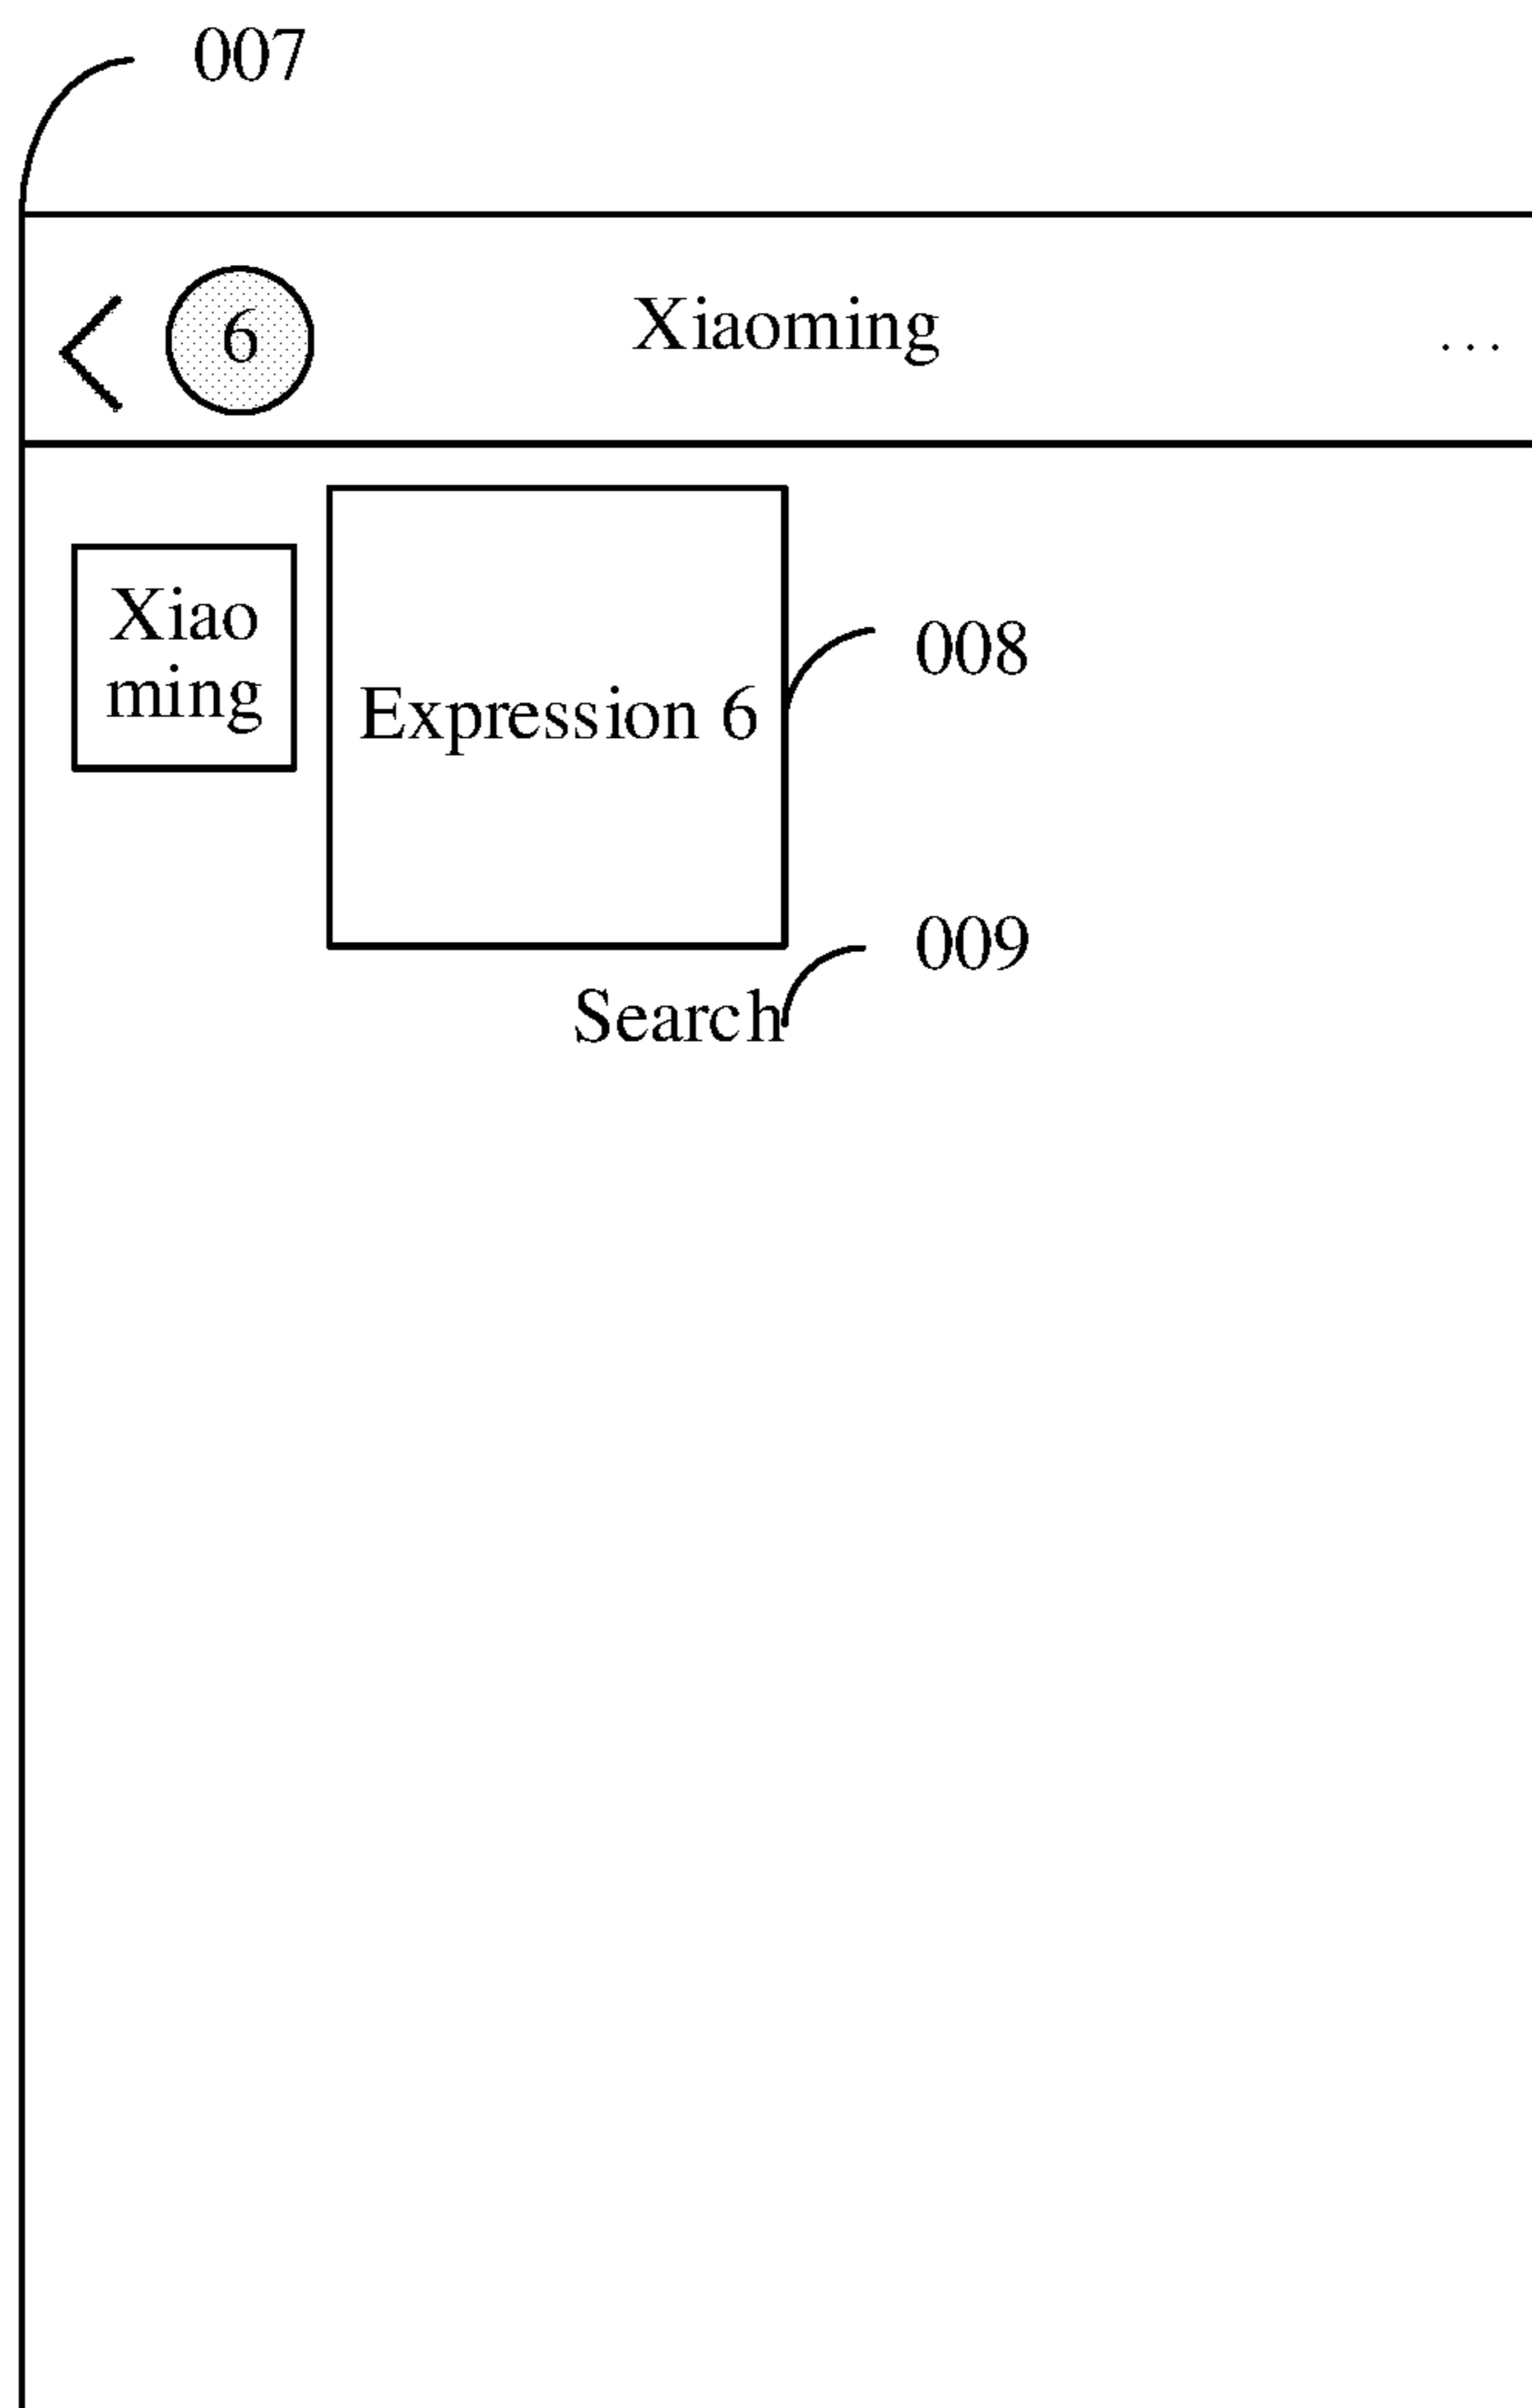 007
6
Xiaoming
...
Xiao
ming
Expression 6
008
009
Search